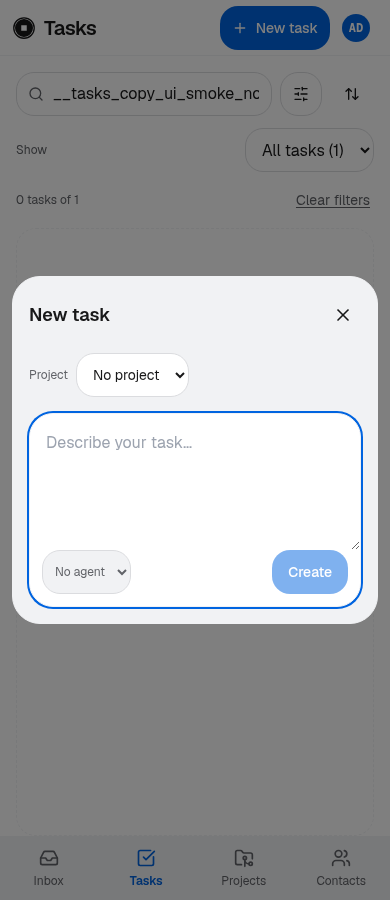 Tasks
New task
AD
__tasks_copy_ui_smoke_nc
Show
All tasks (1)
0 tasks of 1
Clear filters
New task
Project
No project
Describe your task...
No agent
Create
Inbox
Tasks
Projects
Contacts